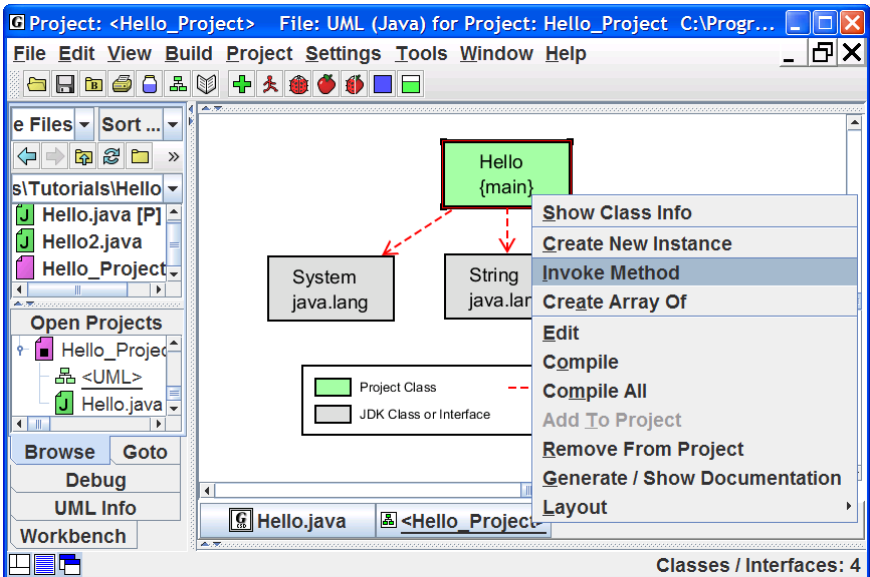 Project: <Hello_Project> File: UML (Java) for Project: Hello_Project C:\Progr...
File Edit View Build Project Settings Tools Window Help
e Files Sort ...
s\Tutorials\Hello
Hello.java [P]
Hello2.java
Hello_Project
Open Projects
Hello_Projec
<UML>
Hello.java
Browse Goto
Debug
UML Info
Workbench
Hello
{main}
System
java.lang
String
java.lan
Project Class
JDK Class or Interface
Show Class Info
Create New Instance
Invoke Method
Create Array Of
Edit
Compile
Compile All
Add To Project
Remove From Project
Generate / Show Documentation
Layout
Hello.java <Hello_Project>
Classes / Interfaces: 4